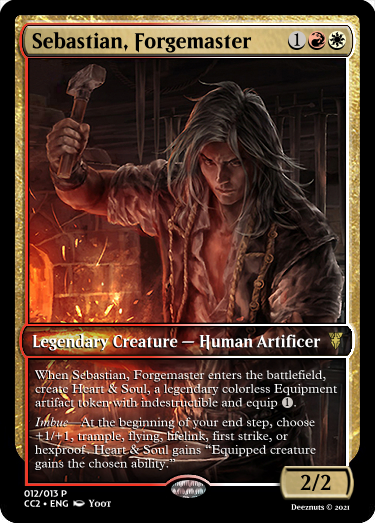 Sebastian, Forgemaster 1
Legendary Creature — Human Artificer
When Sebastian, Forgemaster enters the battlefield,
create Heart & Soul, a legendary colorless Equipment
artifact token with indestructible and equip 1.
Imbue—At the beginning of your end step, choose
+1/+1, trample, flying, lifelink, first strike, or
hexproof. Heart & Soul gains “Equipped creature
gains the chosen ability.”
2/2
012/013 P
CC2 • ENG Yoot
Deeznuts © 2021